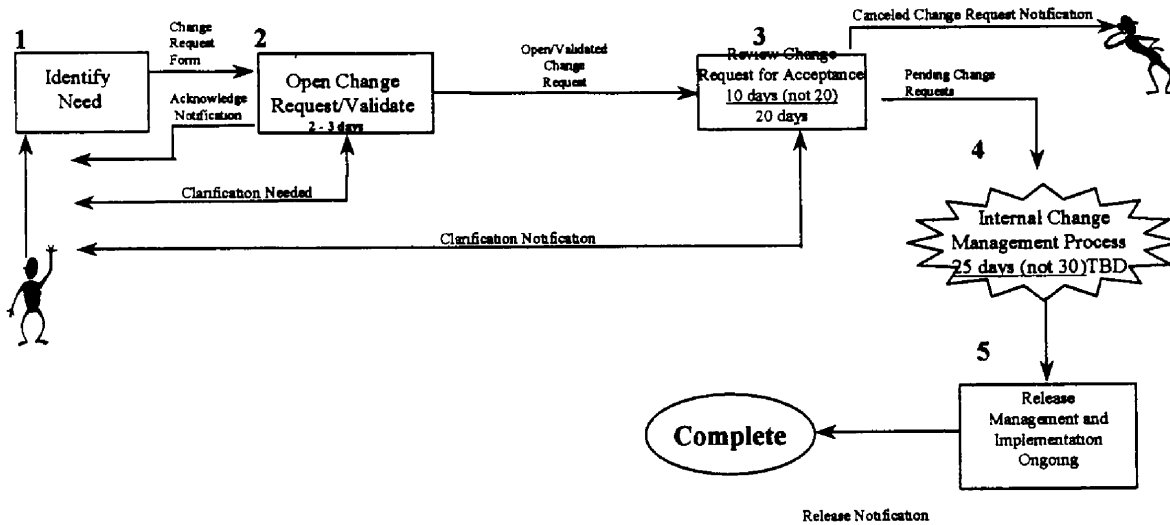 1
Identify
Need
Change
Request
Form
Acknowledge
Notification
2
Open Change
Request/Validate
2 - 3 days
Open/Validated
Change
Request
3
Review Change
Request for Acceptance
10 days (not 20)
20 days
Canceled Change Request Notification
Pending Change
Requests
Clarification Needed
Clarification Notification
4
Internal Change
Management Process
25 days (not 30)TBD
5
Release
Management and
Implementation
Ongoing
Complete
Release Notification